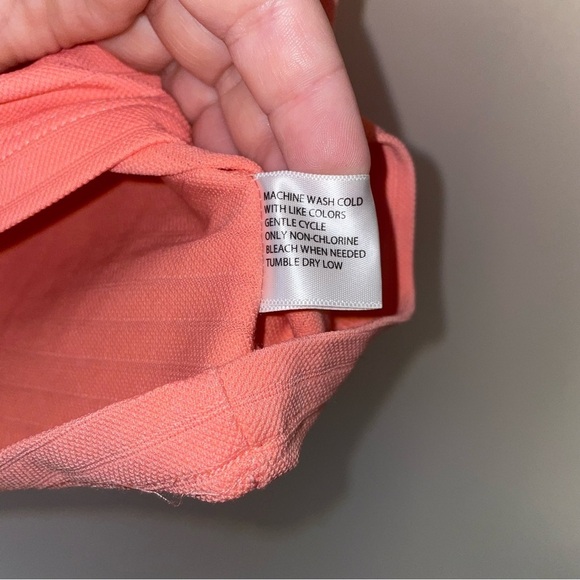 MACHINE WASH COLD
WITH LIKE COLORS
GENTLE CYCLE
ONLY NON-CHLORINE
BLEACH WHEN NEEDED
TUMBLE DRY LOW